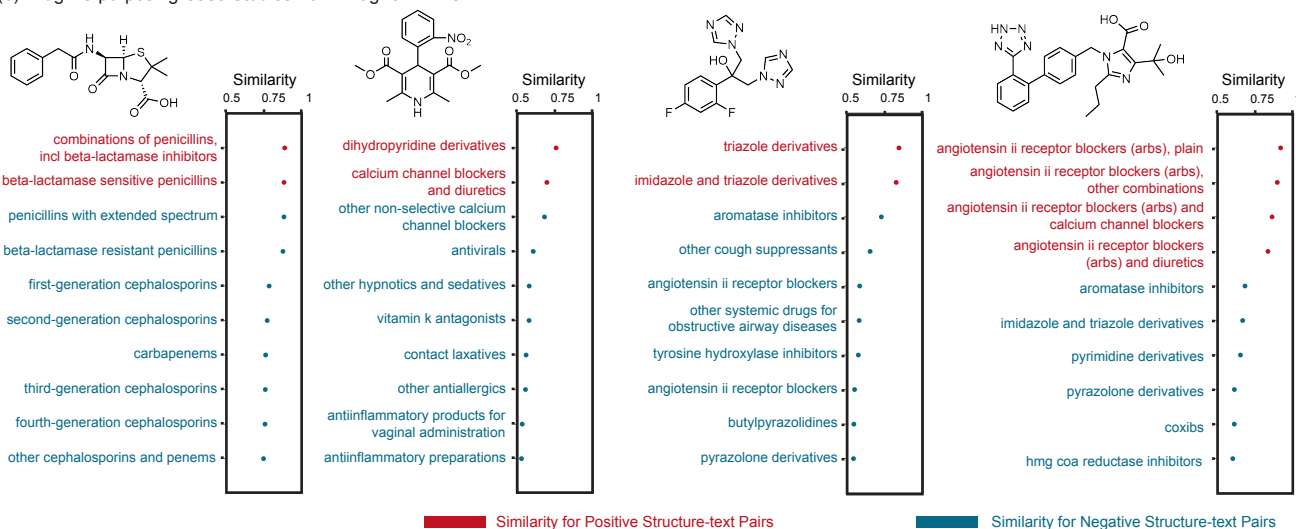 H
N
H
S
O
N
O
OH
O
Similarity
0.5 0.75 1
combinations of penicillins,
incl beta-lactamase inhibitors
beta-lactamase sensitive penicillins
penicillins with extended spectrum
beta-lactamase resistant penicillins
first-generation cephalosporins
second-generation cephalosporins
carbapenems
third-generation cephalosporins
fourth-generation cephalosporins
other cephalosporins and penems
NO2
O
O
O
O
N
H
Similarity
0.5 0.75 1
dihydropyridine derivatives
calcium channel blockers
and diuretics
other non-selective calcium
channel blockers
antivirals
other hypnotics and sedatives
vitamin k antagonists
contact laxatives
other antiallergics
antiinflammatory products for
vaginal administration
antiinflammatory preparations
N
N
N
HO
N
N
N
F
F
Similarity
0.5 0.75 1
triazole derivatives
imidazole and triazole derivatives
aromatase inhibitors
other cough suppressants
angiotensin ii receptor blockers
other systemic drugs for
obstructive airway diseases
tyrosine hydroxylase inhibitors
angiotensin ii receptor blockers
butylpyrazolidines
pyrazolone derivatives
HN
N
N
N
HO
O
N
N
OH
Similarity
0.5 0.75 1
angiotensin ii receptor blockers (arbs), plain
angiotensin ii receptor blockers (arbs),
other combinations
angiotensin ii receptor blockers (arbs) and
calcium channel blockers
angiotensin ii receptor blockers
(arbs) and diuretics
aromatase inhibitors
imidazole and triazole derivatives
pyrimidine derivatives
pyrazolone derivatives
coxibs
hmg coa reductase inhibitors
Similarity for Positive Structure-text Pairs
Similarity for Negative Structure-text Pairs